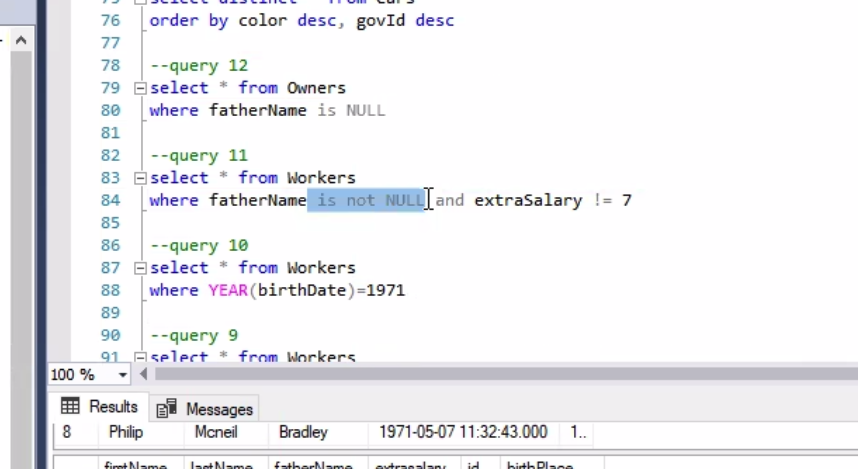 75 select distinct * from Cars
76 order by color desc, govId desc
77
78 --query 12
79 select * from Owners
80 where fatherName is NULL
81
82 --query 11
83 select * from Workers
84 where fatherName is not NULL and extraSalary != 7
85
86 --query 10
87 select * from Workers
88 where YEAR(birthDate)=1971
89
90 --query 9
91 select * from Workers
100 %
Results Messages
8 Philip Mcneil Bradley 1971-05-07 11:32:43.000 1..
firstName lastName fatherName extrasalary id birthPlace